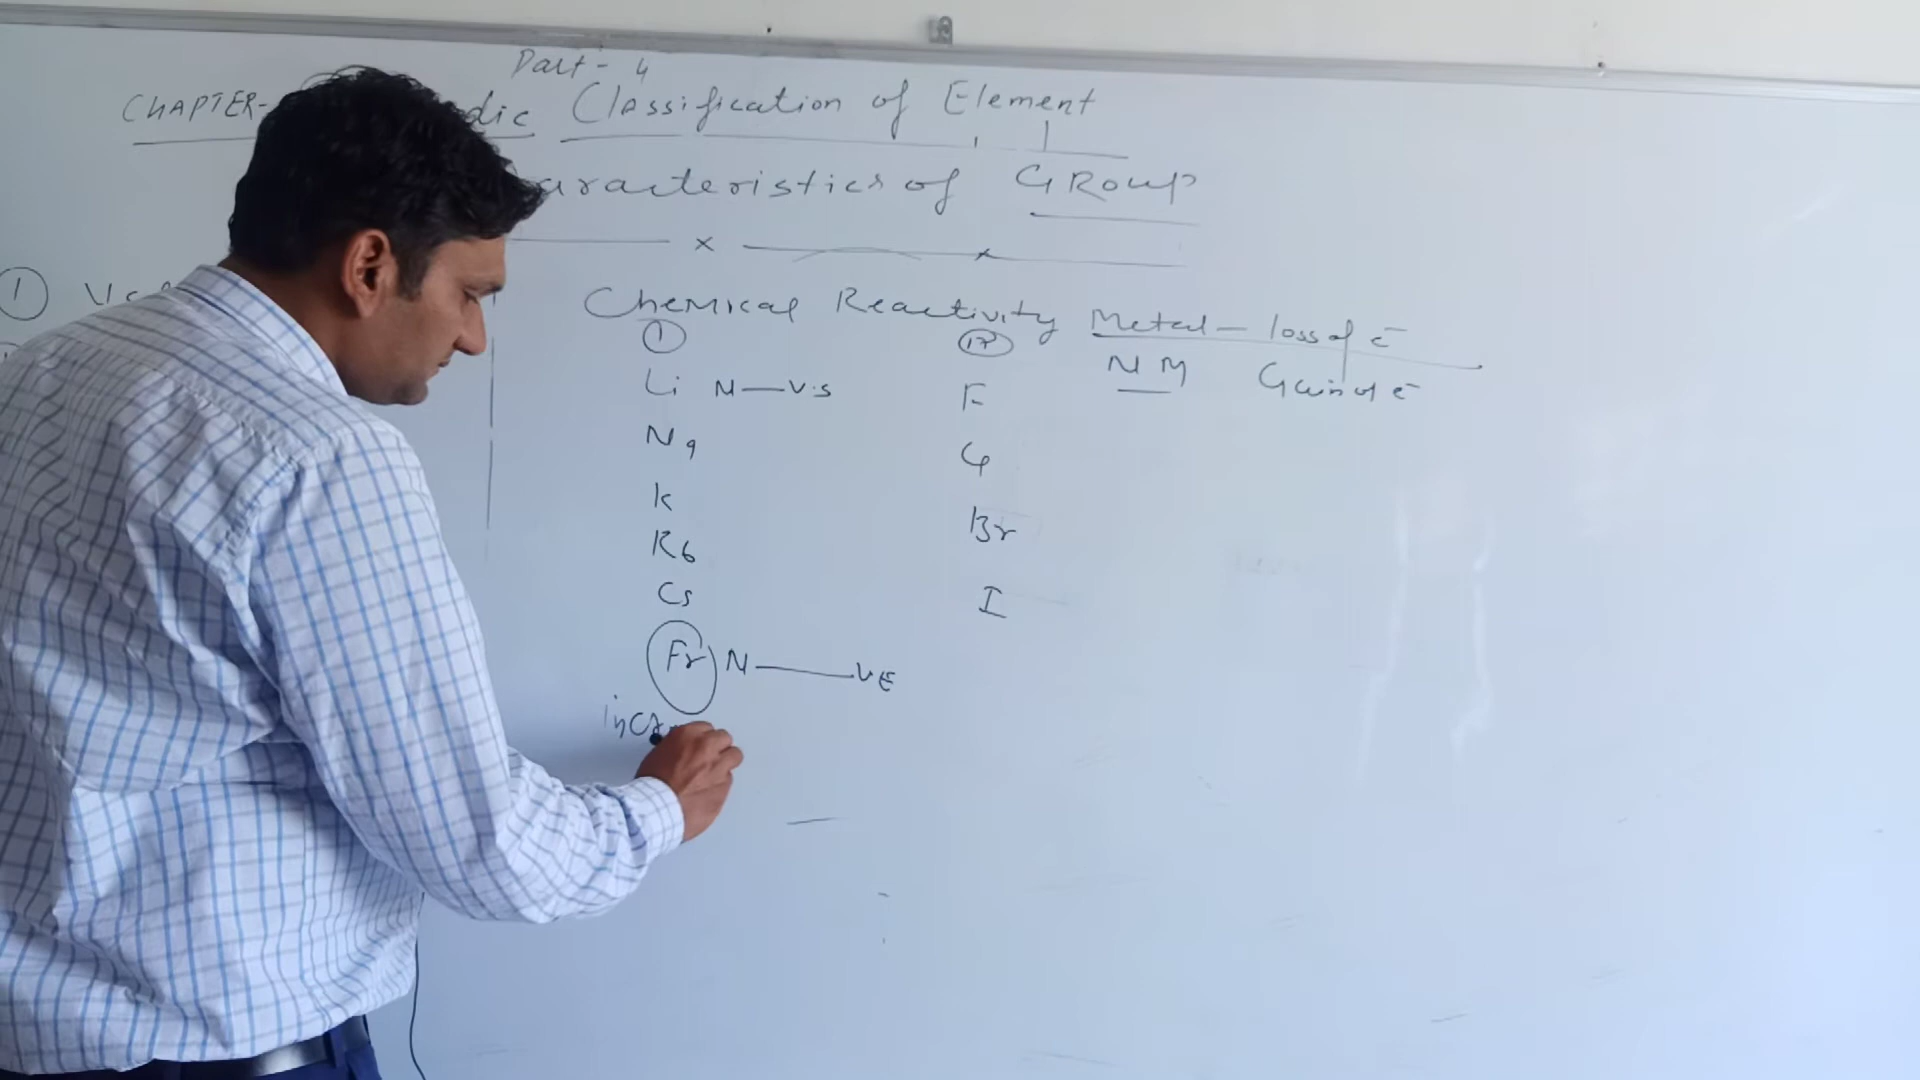 Part- 4
CHAPTER- dic Classification of Element
aracteristics of GRoup
x x
1
Chemical Reactivity Metal - loss of e-
1 17 N M Gain of e-
Li N — V.S F
Na Cl
K Br
Rb I
Cs
Fr N — VE
incr